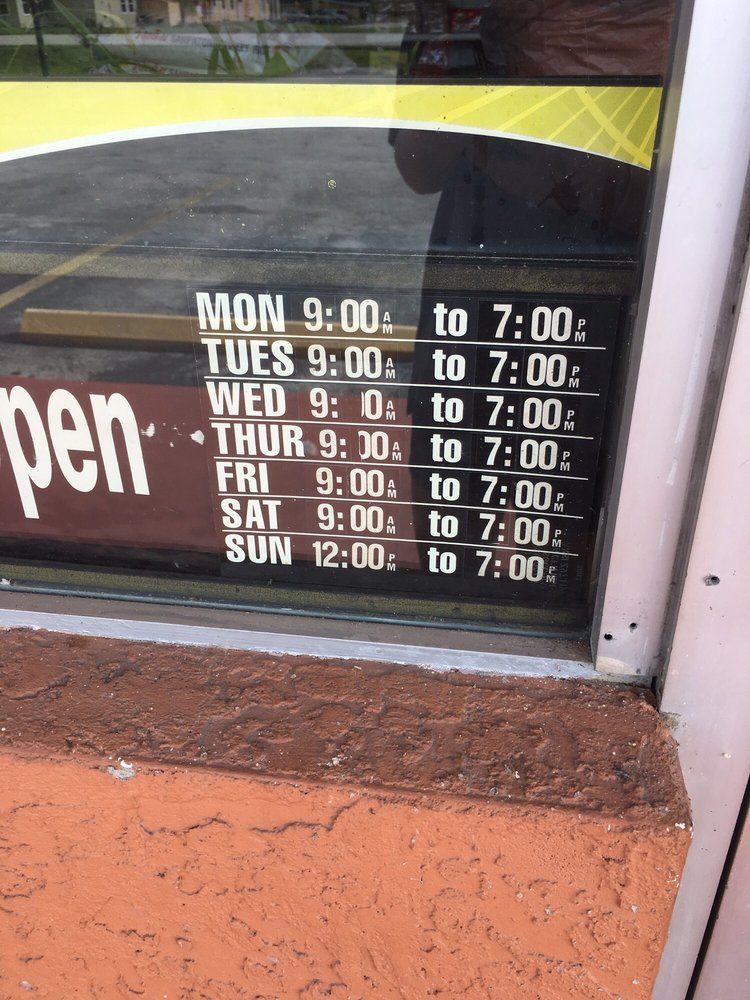 MON 9:00 AM to 7:00 PM
TUES 9:00 AM to 7:00 PM
WED 9: 0 AM to 7:00 PM
THUR 9:00 AM to 7:00 PM
pen
FRI 9:00 AM to 7:00 PM
SAT 9:00 AM to 7:00 PM
SUN 12:00 PM to 7:00 PM